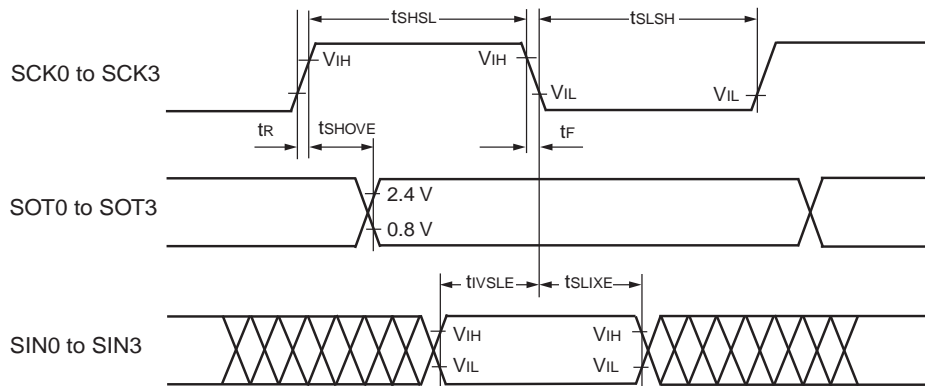 tSHSL tSLSH
SCK0 to SCK3 VIH VIH VIL VIL
tR tSHOVE tF
SOT0 to SOT3 2.4 V
0.8 V
tIVSLE tSLIXE
SIN0 to SIN3 VIH VIH
VIL VIL